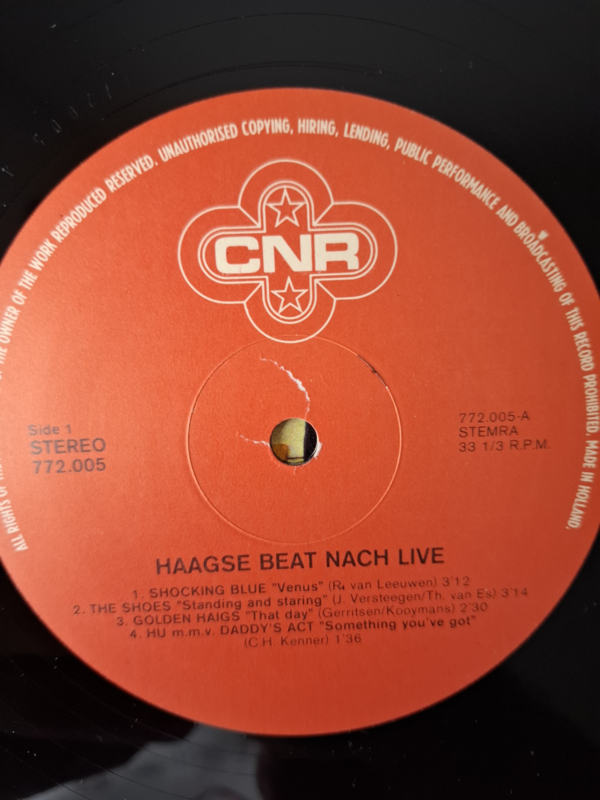 ALL RIGHTS OF THE
OF THE OWNER OF THE WORK REPRODUCED RESERVED. UNAUTHORISED COPYING, HIRING, LENDING, PUBLIC PERFORMANCE AND BROADCASTING OF THIS RECORD PROHIBITED. MADE IN HOLLAND.
CNR
Side 1
STEREO
772.005
772.005-A
STEMRA
33 1/3 R.P.M.
HAAGSE BEAT NACH LIVE
1. SHOCKING BLUE "Venus" (R. van Leeuwen) 3'12
2. THE SHOES "Standing and staring" (J. Versteegen/Th. van Es) 3'14
3. GOLDEN HAIGS "That day" (Gerritsen/Kooymans) 2'30
4. HU m.m.v. DADDY'S ACT "Something you've got"
(C.H. Kenner) 1'36